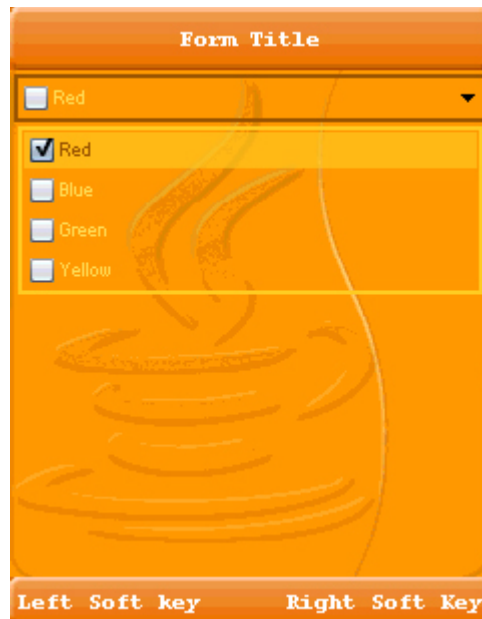 Form Title
Red
Red
Blue
Green
Yellow
Left Soft key Right Soft Key